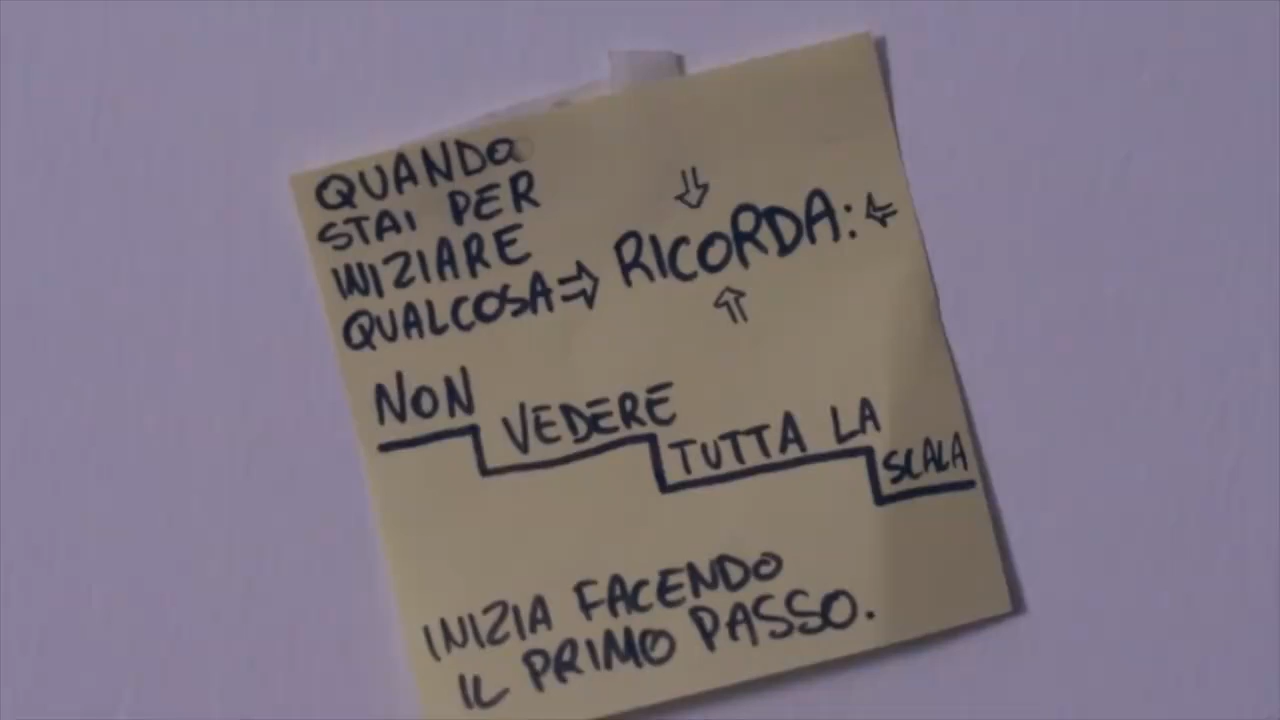 QUANDO
STAI PER
INIZIARE
QUALCOSA ⇒ RICORDA:
NON VEDERE TUTTA LA SCALA
INIZIA FACENDO
IL PRIMO PASSO.